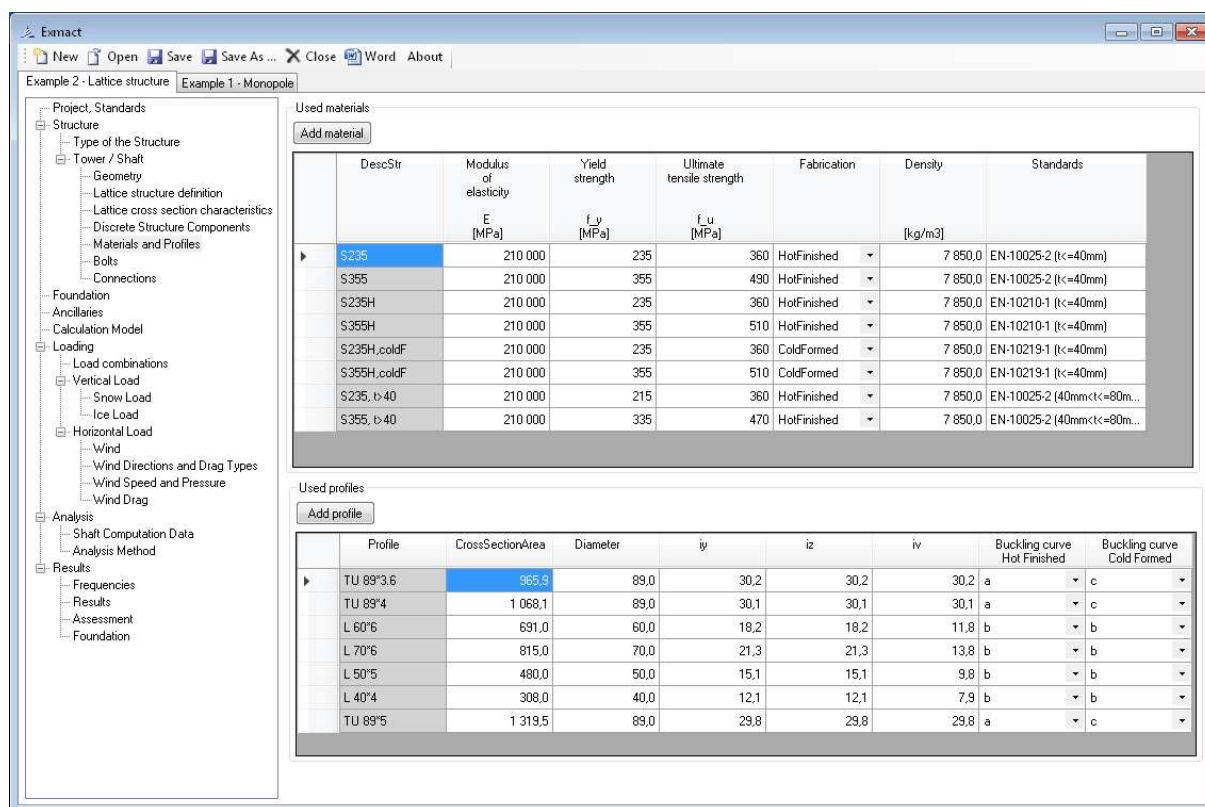 Exmact
New Open Save Save As ... Close Word About
Example 2 - Lattice structure Example 1 - Monopole
Project, Standards
Structure
Type of the Structure
Tower / Shaft
Geometry
Lattice structure definition
Lattice cross section characteristics
Discrete Structure Components
Materials and Profiles
Bolts
Connections
Foundation
Ancillaries
Calculation Model
Loading
Load combinations
Vertical Load
Snow Load
Ice Load
Horizontal Load
Wind
Wind Directions and Drag Types
Wind Speed and Pressure
Wind Drag
Analysis
Shaft Computation Data
Analysis Method
Results
Frequencies
Results
Assessment
Foundation
Used materials
Add material
DescStr Modulus of elasticity E [MPa] Yield strength f_y [MPa] Ultimate tensile strength f_u [MPa] Fabrication Density [kg/m3] Standards
S235 210 000 235 360 HotFinished 7 850,0 EN-10025-2 (t<=40mm)
S355 210 000 355 490 HotFinished 7 850,0 EN-10025-2 (t<=40mm)
S235H 210 000 235 360 HotFinished 7 850,0 EN-10210-1 (t<=40mm)
S355H 210 000 355 510 HotFinished 7 850,0 EN-10210-1 (t<=40mm)
S235H,coldF 210 000 235 360 ColdFormed 7 850,0 EN-10219-1 (t<=40mm)
S355H,coldF 210 000 355 510 ColdFormed 7 850,0 EN-10219-1 (t<=40mm)
S235, t>40 210 000 215 360 HotFinished 7 850,0 EN-10025-2 (40mm<t<=80m...
S355, t>40 210 000 335 470 HotFinished 7 850,0 EN-10025-2 (40mm<t<=80m...
Used profiles
Add profile
Profile CrossSectionArea Diameter iy iz iv Buckling curve Hot Finished Buckling curve Cold Formed
TU 89*3.6 965,9 89,0 30,2 30,2 30,2 a c
TU 89*4 1 068,1 89,0 30,1 30,1 30,1 a c
L 60*6 691,0 60,0 18,2 18,2 11,8 b b
L 70*6 815,0 70,0 21,3 21,3 13,8 b b
L 50*5 480,0 50,0 15,1 15,1 9,8 b b
L 40*4 308,0 40,0 12,1 12,1 7,9 b b
TU 89*5 1 319,5 89,0 29,8 29,8 29,8 a c